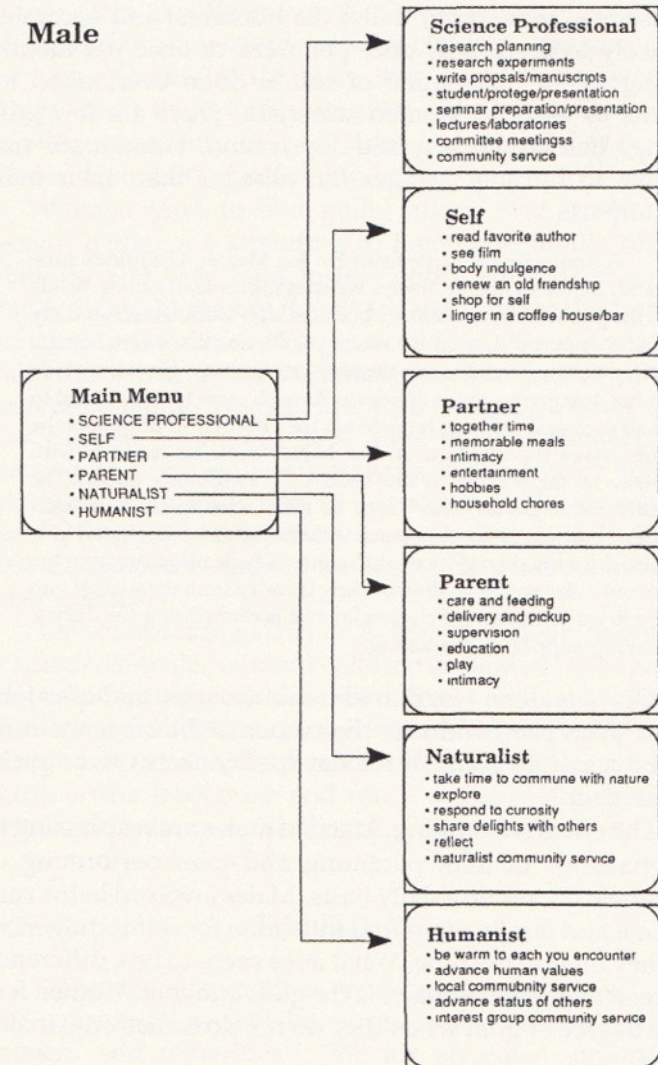 Male
Science Professional
• research planning
• research experiments
• write propsals/manuscripts
• student/protege/presentation
• seminar preparation/presentation
• lectures/laboratories
• committee meetingss
• community service
Self
• read favorite author
• see film
• body indulgence
• renew an old friendship
• shop for self
• linger in a coffee house/bar
Main Menu
• SCIENCE PROFESSIONAL
• SELF
• PARTNER
• PARENT
• NATURALIST
• HUMANIST
Partner
• together time
• memorable meals
• intimacy
• entertainment
• hobbies
• household chores
Parent
• care and feeding
• delivery and pickup
• supervision
• education
• play
• intimacy
Naturalist
• take time to commune with nature
• explore
• respond to curiosity
• share delights with others
• reflect
• naturalist community service
Humanist
• be warm to each you encounter
• advance human values
• local commubnity service
• advance status of others
• interest group community service